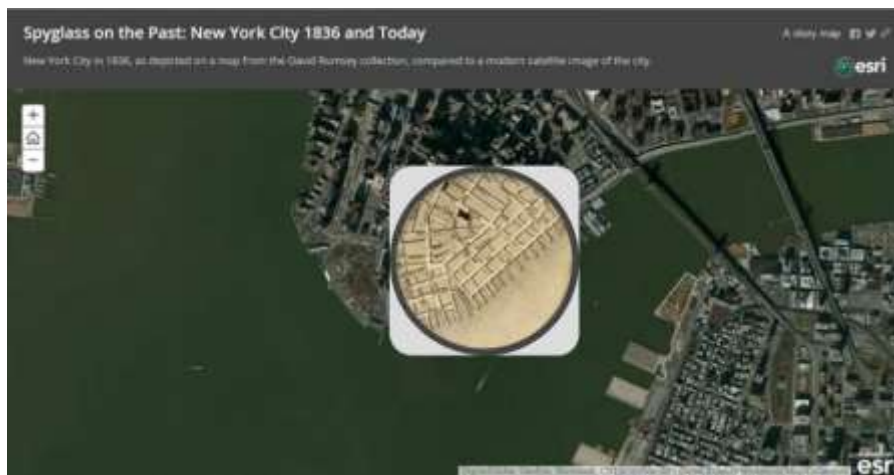 Spyglass on the Past: New York City 1836 and Today
A story map
New York City in 1836, as depicted on a map from the David Rumsey collection, compared to a modern satellite image of the city.
esri
+
−
esri